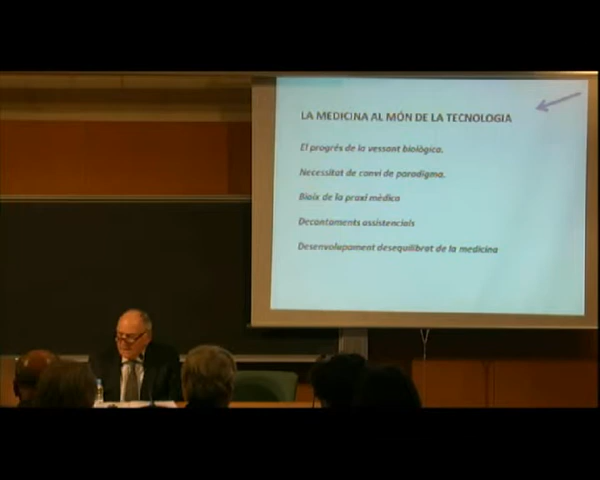 LA MEDICINA AL MÓN DE LA TECNOLOGIA
El progrés de la vessant biològica.
Necessitat de canvi de paradigma.
Biaix de la praxi mèdica
Decantaments assistencials
Desenvolupament desequilibrat de la medicina